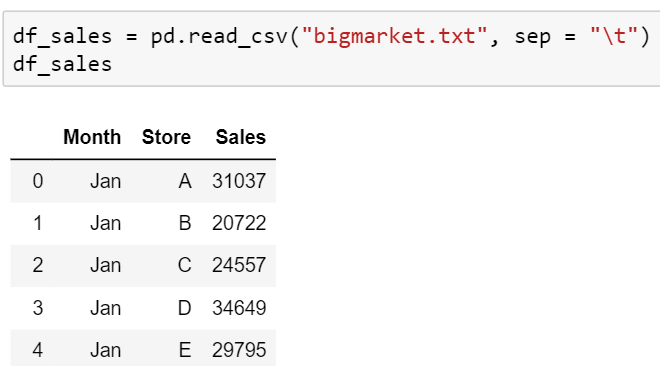 df_sales = pd.read_csv("bigmarket.txt", sep = "\t")
df_sales
Month Store Sales
0 Jan A 31037
1 Jan B 20722
2 Jan C 24557
3 Jan D 34649
4 Jan E 29795